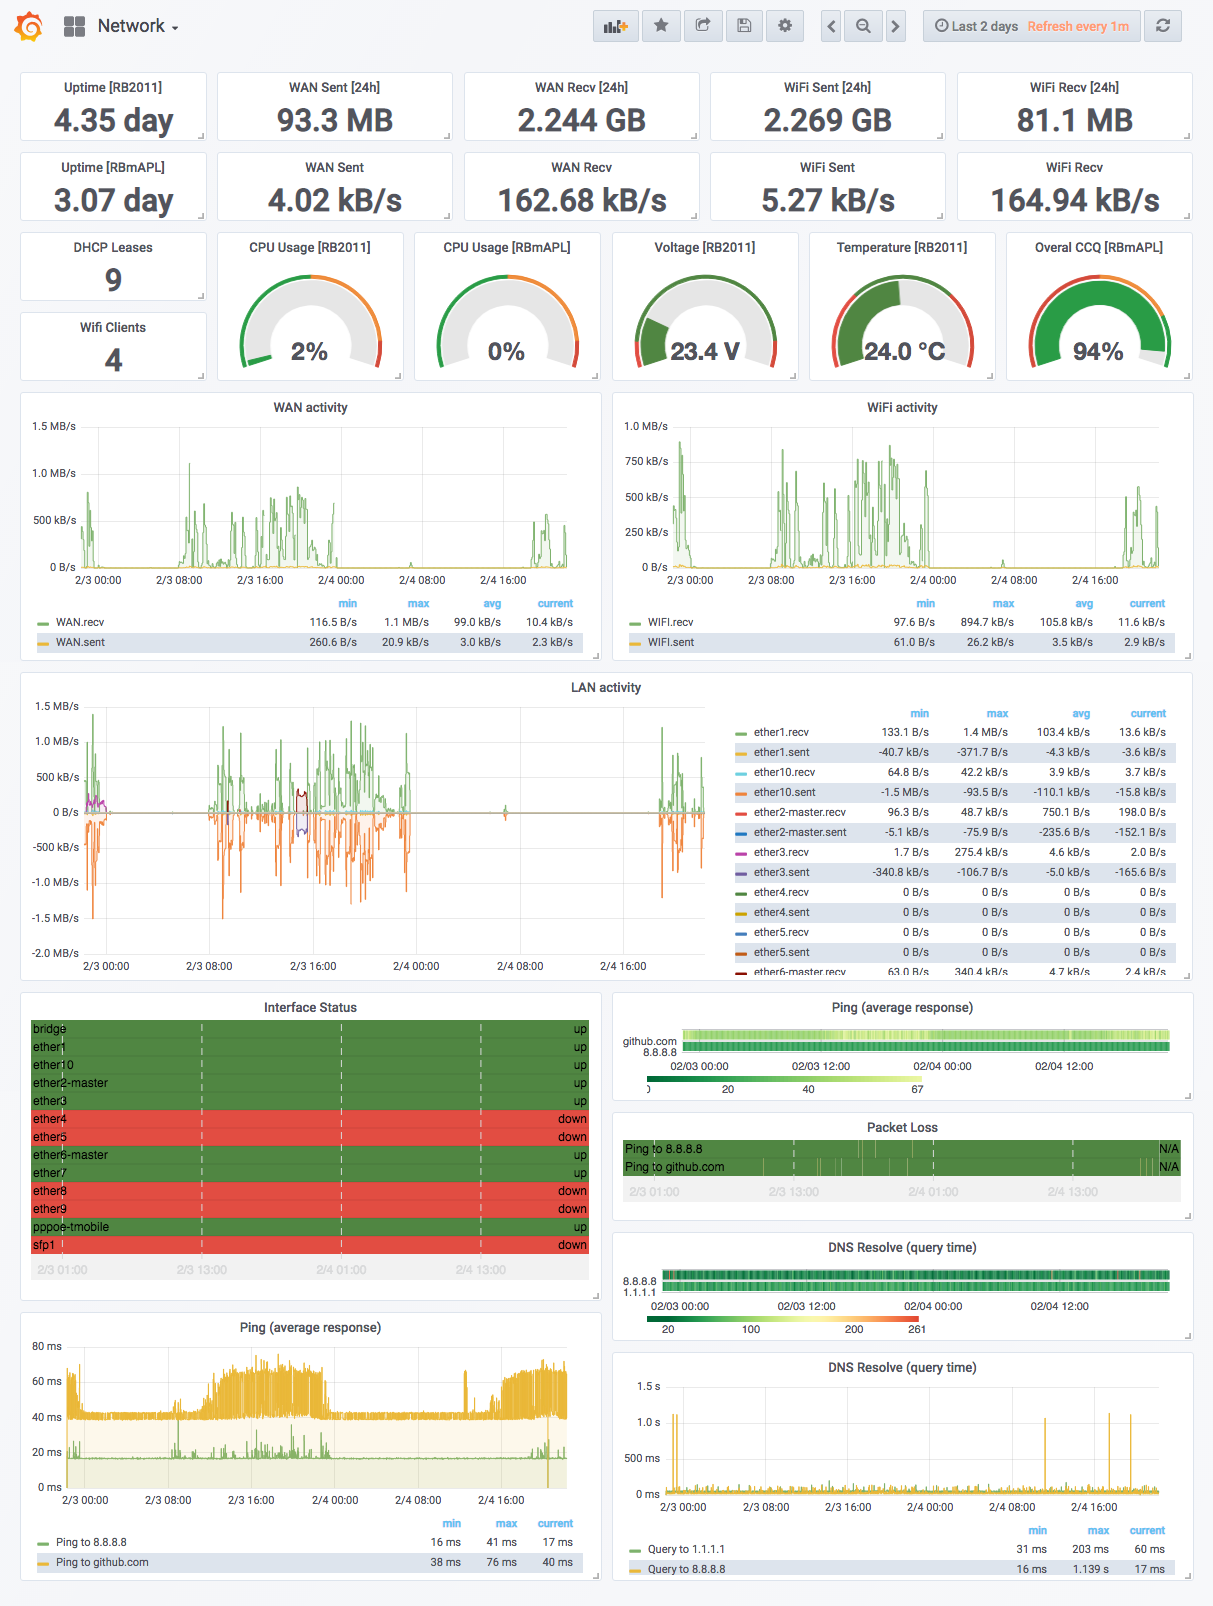 Network
Last 2 days Refresh every 1m
Uptime [RB2011]
4.35 day
WAN Sent [24h]
93.3 MB
WAN Recv [24h]
2.244 GB
WiFi Sent [24h]
2.269 GB
WiFi Recv [24h]
81.1 MB
Uptime [RBmAPL]
3.07 day
WAN Sent
4.02 kB/s
WAN Recv
162.68 kB/s
WiFi Sent
5.27 kB/s
WiFi Recv
164.94 kB/s
DHCP Leases
9
Wifi Clients
4
CPU Usage [RB2011]
2%
CPU Usage [RBmAPL]
0%
Voltage [RB2011]
23.4 V
Temperature [RB2011]
24.0 °C
Overal CCQ [RBmAPL]
94%
WAN activity
1.5 MB/s
1.0 MB/s
500 kB/s
0 B/s
2/3 00:00 2/3 08:00 2/3 16:00 2/4 00:00 2/4 08:00 2/4 16:00
min max avg current
WAN.recv 116.5 B/s 1.1 MB/s 99.0 kB/s 10.4 kB/s
WAN.sent 260.6 B/s 20.9 kB/s 3.0 kB/s 2.3 kB/s
WiFi activity
1.0 MB/s
750 kB/s
500 kB/s
250 kB/s
0 B/s
2/3 00:00 2/3 08:00 2/3 16:00 2/4 00:00 2/4 08:00 2/4 16:00
min max avg current
WIFI.recv 97.6 B/s 894.7 kB/s 105.8 kB/s 11.6 kB/s
WIFI.sent 61.0 B/s 26.2 kB/s 3.5 kB/s 2.9 kB/s
LAN activity
1.5 MB/s
1.0 MB/s
500 kB/s
0 B/s
-500 kB/s
-1.0 MB/s
-1.5 MB/s
-2.0 MB/s
2/3 00:00 2/3 08:00 2/3 16:00 2/4 00:00 2/4 08:00 2/4 16:00
min max avg current
ether1.recv 133.1 B/s 1.4 MB/s 103.4 kB/s 13.6 kB/s
ether1.sent -40.7 kB/s -371.7 B/s -4.3 kB/s -3.6 kB/s
ether10.recv 64.8 B/s 42.2 kB/s 3.9 kB/s 3.7 kB/s
ether10.sent -1.5 MB/s -93.5 B/s -110.1 kB/s -15.8 kB/s
ether2-master.recv 96.3 B/s 48.7 kB/s 750.1 B/s 198.0 B/s
ether2-master.sent -5.1 kB/s -75.9 B/s -235.6 B/s -152.1 B/s
ether3.recv 1.7 B/s 275.4 kB/s 4.6 kB/s 2.0 B/s
ether3.sent -340.8 kB/s -106.7 B/s -5.0 kB/s -165.6 B/s
ether4.recv 0 B/s 0 B/s 0 B/s 0 B/s
ether4.sent 0 B/s 0 B/s 0 B/s 0 B/s
ether5.recv 0 B/s 0 B/s 0 B/s 0 B/s
ether5.sent 0 B/s 0 B/s 0 B/s 0 B/s
ether6-master.recv 63.0 B/s 340.4 kB/s 4.7 kB/s 2.4 kB/s
Interface Status
bridge up
ether1 up
ether10 up
ether2-master up
ether3 up
ether4 down
ether5 down
ether6-master up
ether7 up
ether8 down
ether9 down
pppoe-tmobile up
sfp1 down
2/3 01:00 2/3 13:00 2/4 01:00 2/4 13:00
Ping (average response)
github.com
8.8.8.8
02/03 00:00 02/03 12:00 02/04 00:00 02/04 12:00
0 20 40 67
Packet Loss
Ping to 8.8.8.8 N/A
Ping to github.com N/A
2/3 01:00 2/3 13:00 2/4 01:00 2/4 13:00
DNS Resolve (query time)
8.8.8.8
1.1.1.1
02/03 00:00 02/03 12:00 02/04 00:00 02/04 12:00
20 100 200 261
Ping (average response)
80 ms
60 ms
40 ms
20 ms
0 ms
2/3 00:00 2/3 08:00 2/3 16:00 2/4 00:00 2/4 08:00 2/4 16:00
min max current
Ping to 8.8.8.8 16 ms 41 ms 17 ms
Ping to github.com 38 ms 76 ms 40 ms
DNS Resolve (query time)
1.5 s
1.0 s
500 ms
0 ms
2/3 00:00 2/3 08:00 2/3 16:00 2/4 00:00 2/4 08:00 2/4 16:00
min max current
Query to 1.1.1.1 31 ms 203 ms 60 ms
Query to 8.8.8.8 16 ms 1.139 s 17 ms